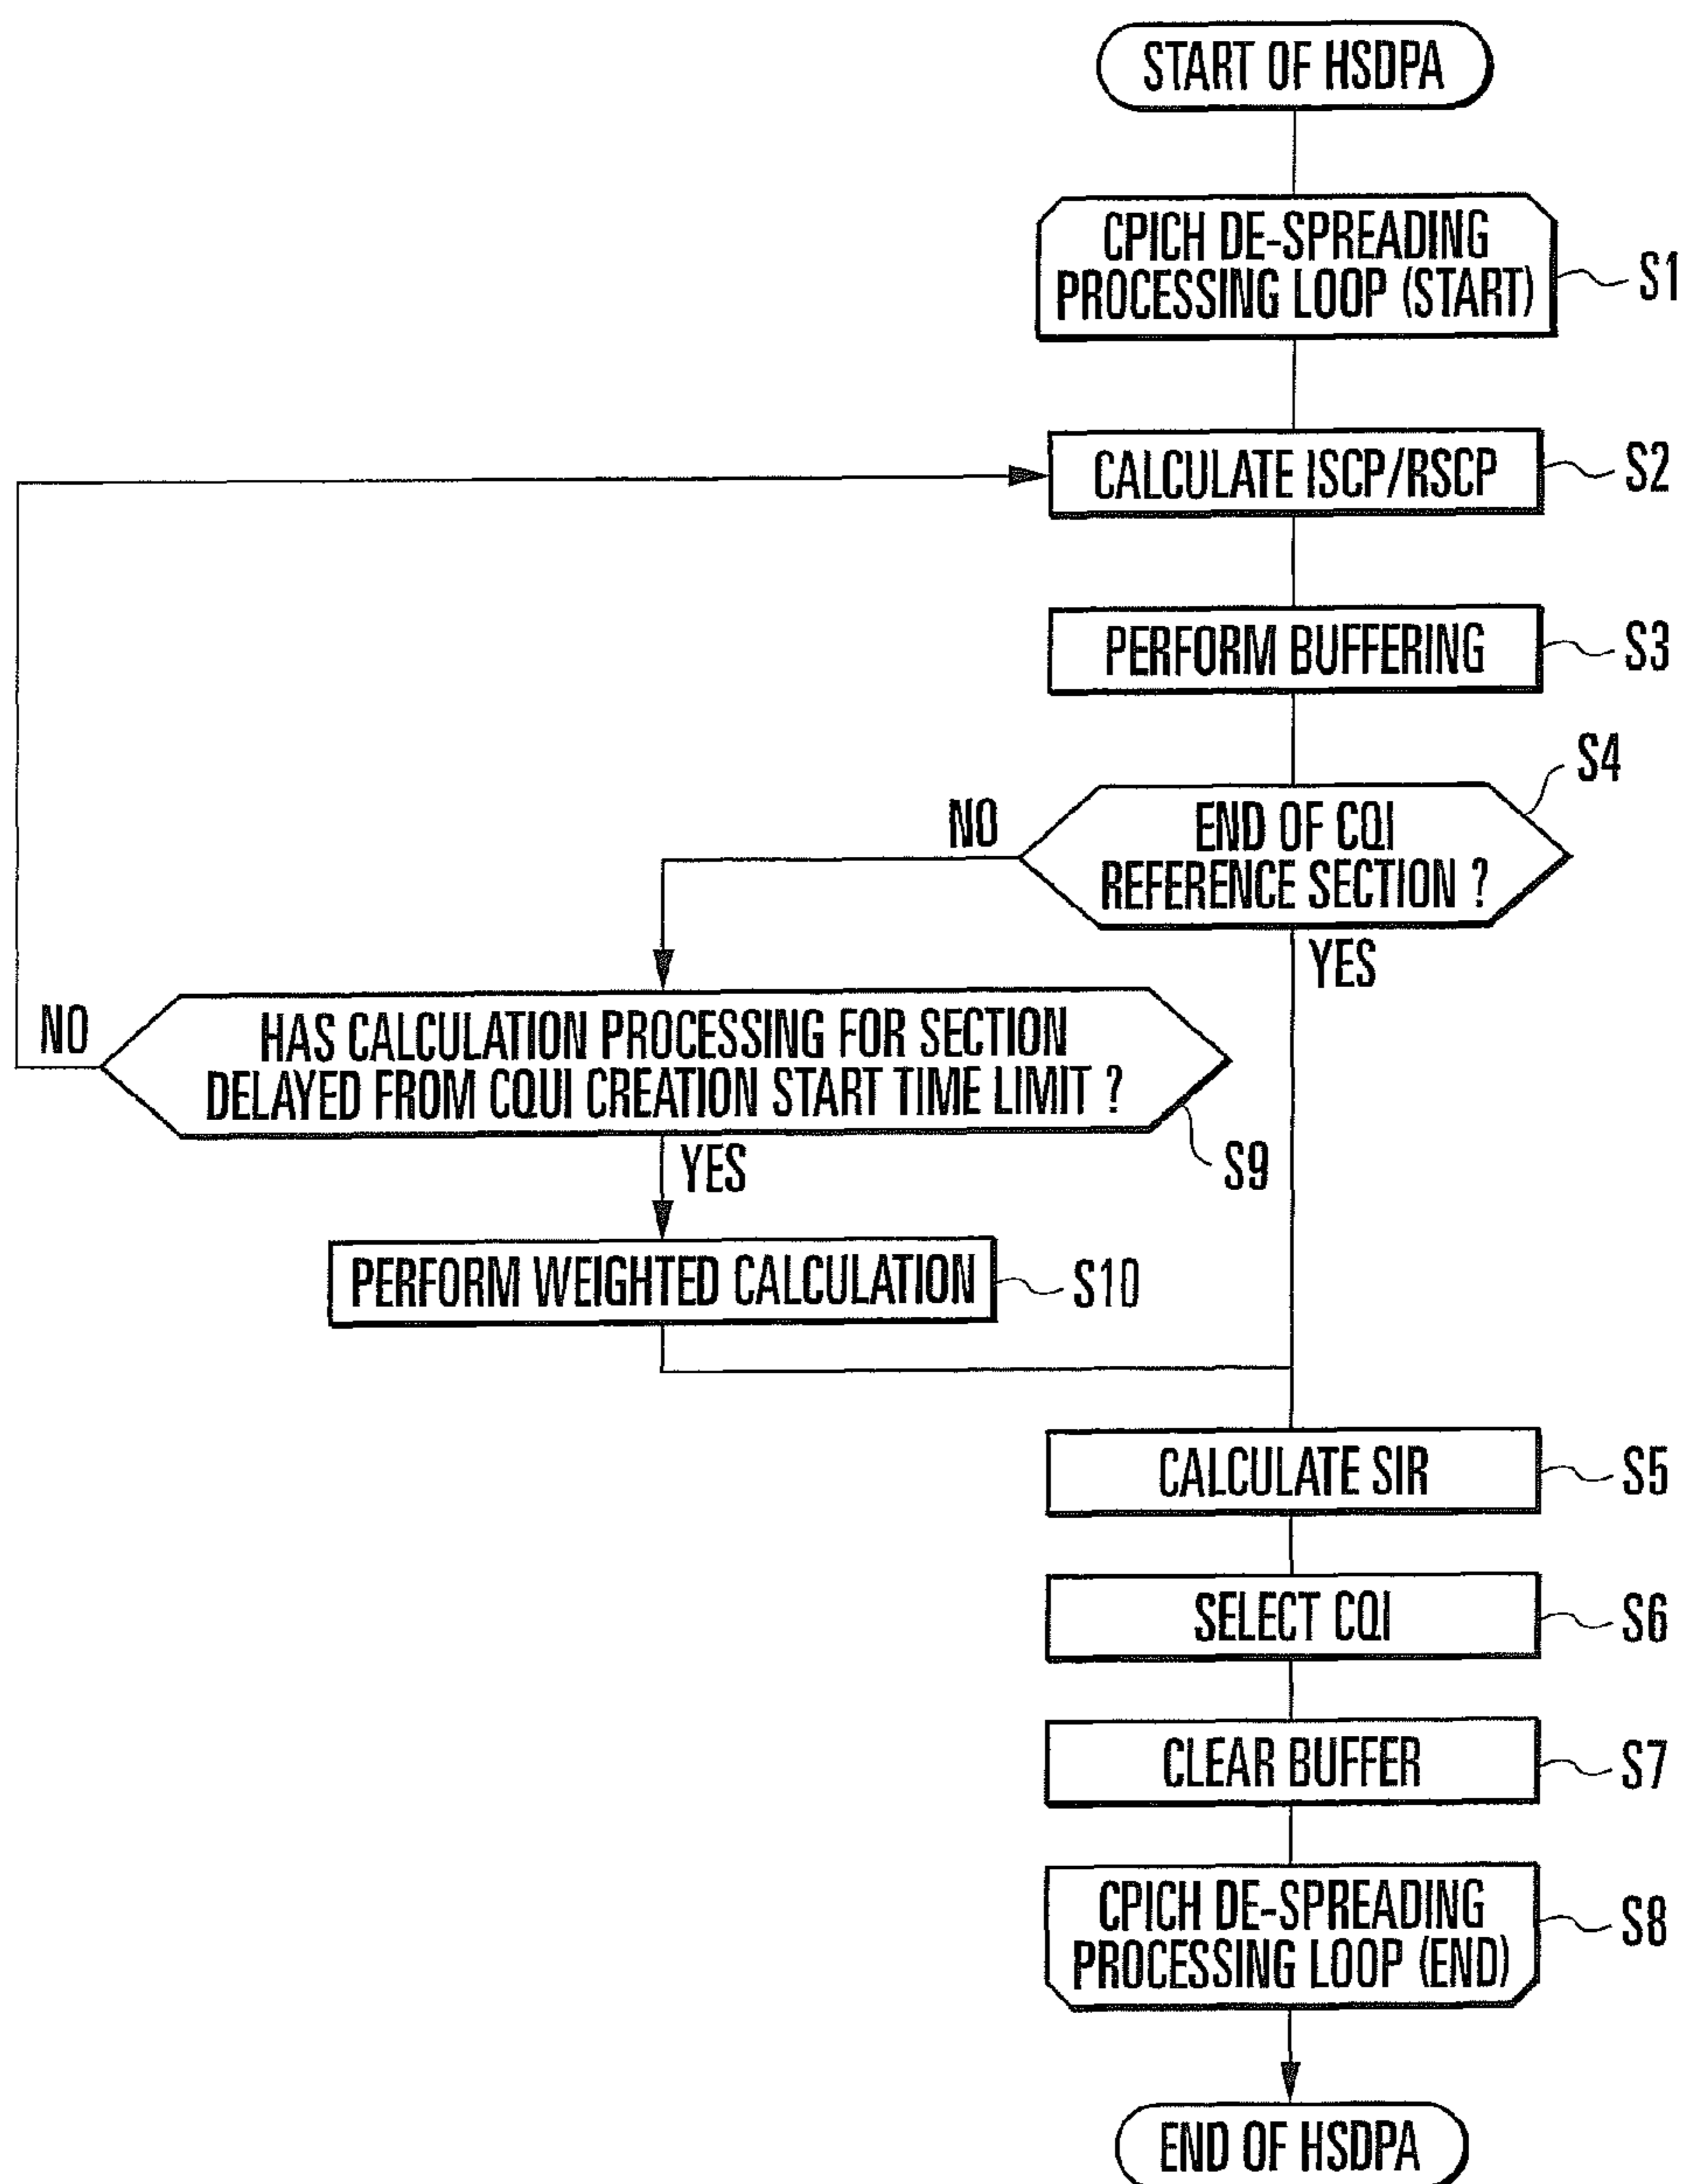 START OF HSDPA
CPICH DE-SPREADING
PROCESSING LOOP (START)
S1
CALCULATE ISCP/RSCP
S2
PERFORM BUFFERING
S3
S4
END OF CQI
REFERENCE SECTION ?
NO
YES
HAS CALCULATION PROCESSING FOR SECTION
DELAYED FROM CQUI CREATION START TIME LIMIT ?
NO
S9
YES
PERFORM WEIGHTED CALCULATION
S10
CALCULATE SIR
S5
SELECT CQI
S6
CLEAR BUFFER
S7
CPICH DE-SPREADING
PROCESSING LOOP (END)
S8
END OF HSDPA